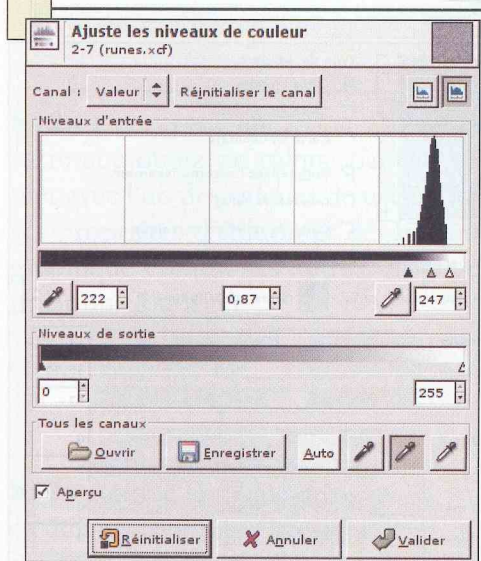 Ajuste les niveaux de couleur
2-7 (runes.xcf)
Canal : Valeur Réinitialiser le canal
Niveaux d'entrée
222 0,87 247
Niveaux de sortie
0 255
Tous les canaux
Ouvrir Enregistrer Auto
Aperçu
Réinitialiser Annuler Valider